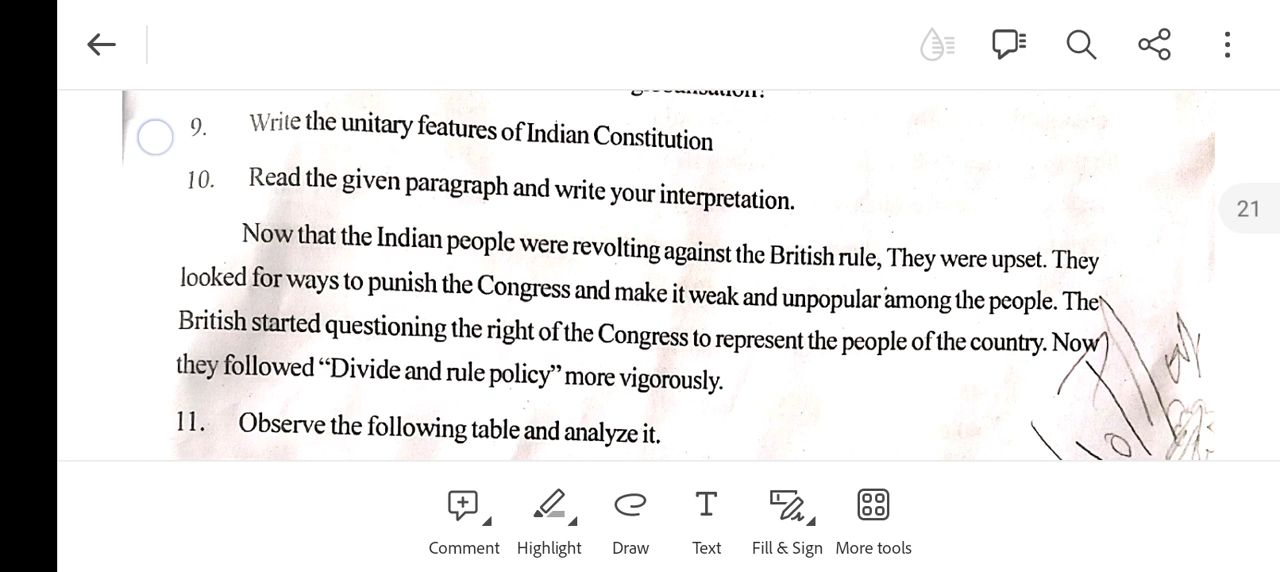 9. Write the unitary features of Indian Constitution
10. Read the given paragraph and write your interpretation.
Now that the Indian people were revolting against the British rule, They were upset. They
looked for ways to punish the Congress and make it weak and unpopular among the people. The
British started questioning the right of the Congress to represent the people of the country. Now
they followed “Divide and rule policy” more vigorously.
11. Observe the following table and analyze it.
21
Comment Highlight Draw Text Fill & Sign More tools